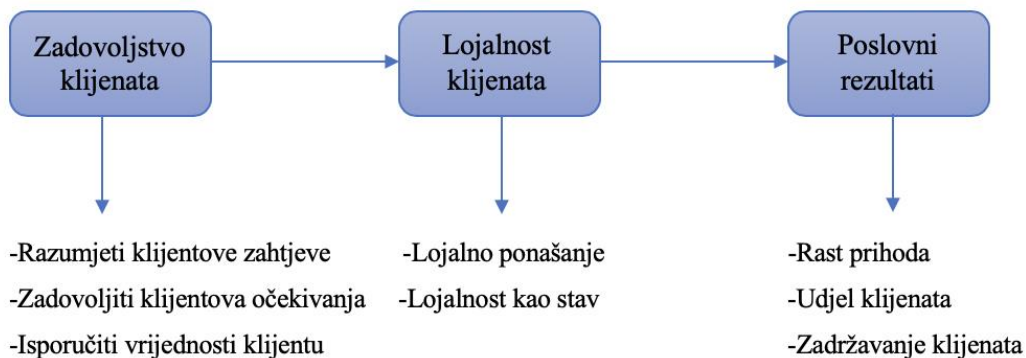 Zadovoljstvo
klijenata
Lojalnost
klijenata
Poslovni
rezultati
-Razumjeti klijentove zahtjeve
-Zadovoljiti klijentova očekivanja
-Isporučiti vrijednosti klijentu
-Lojalno ponašanje
-Lojalnost kao stav
-Rast prihoda
-Udjel klijenata
-Zadržavanje klijenata